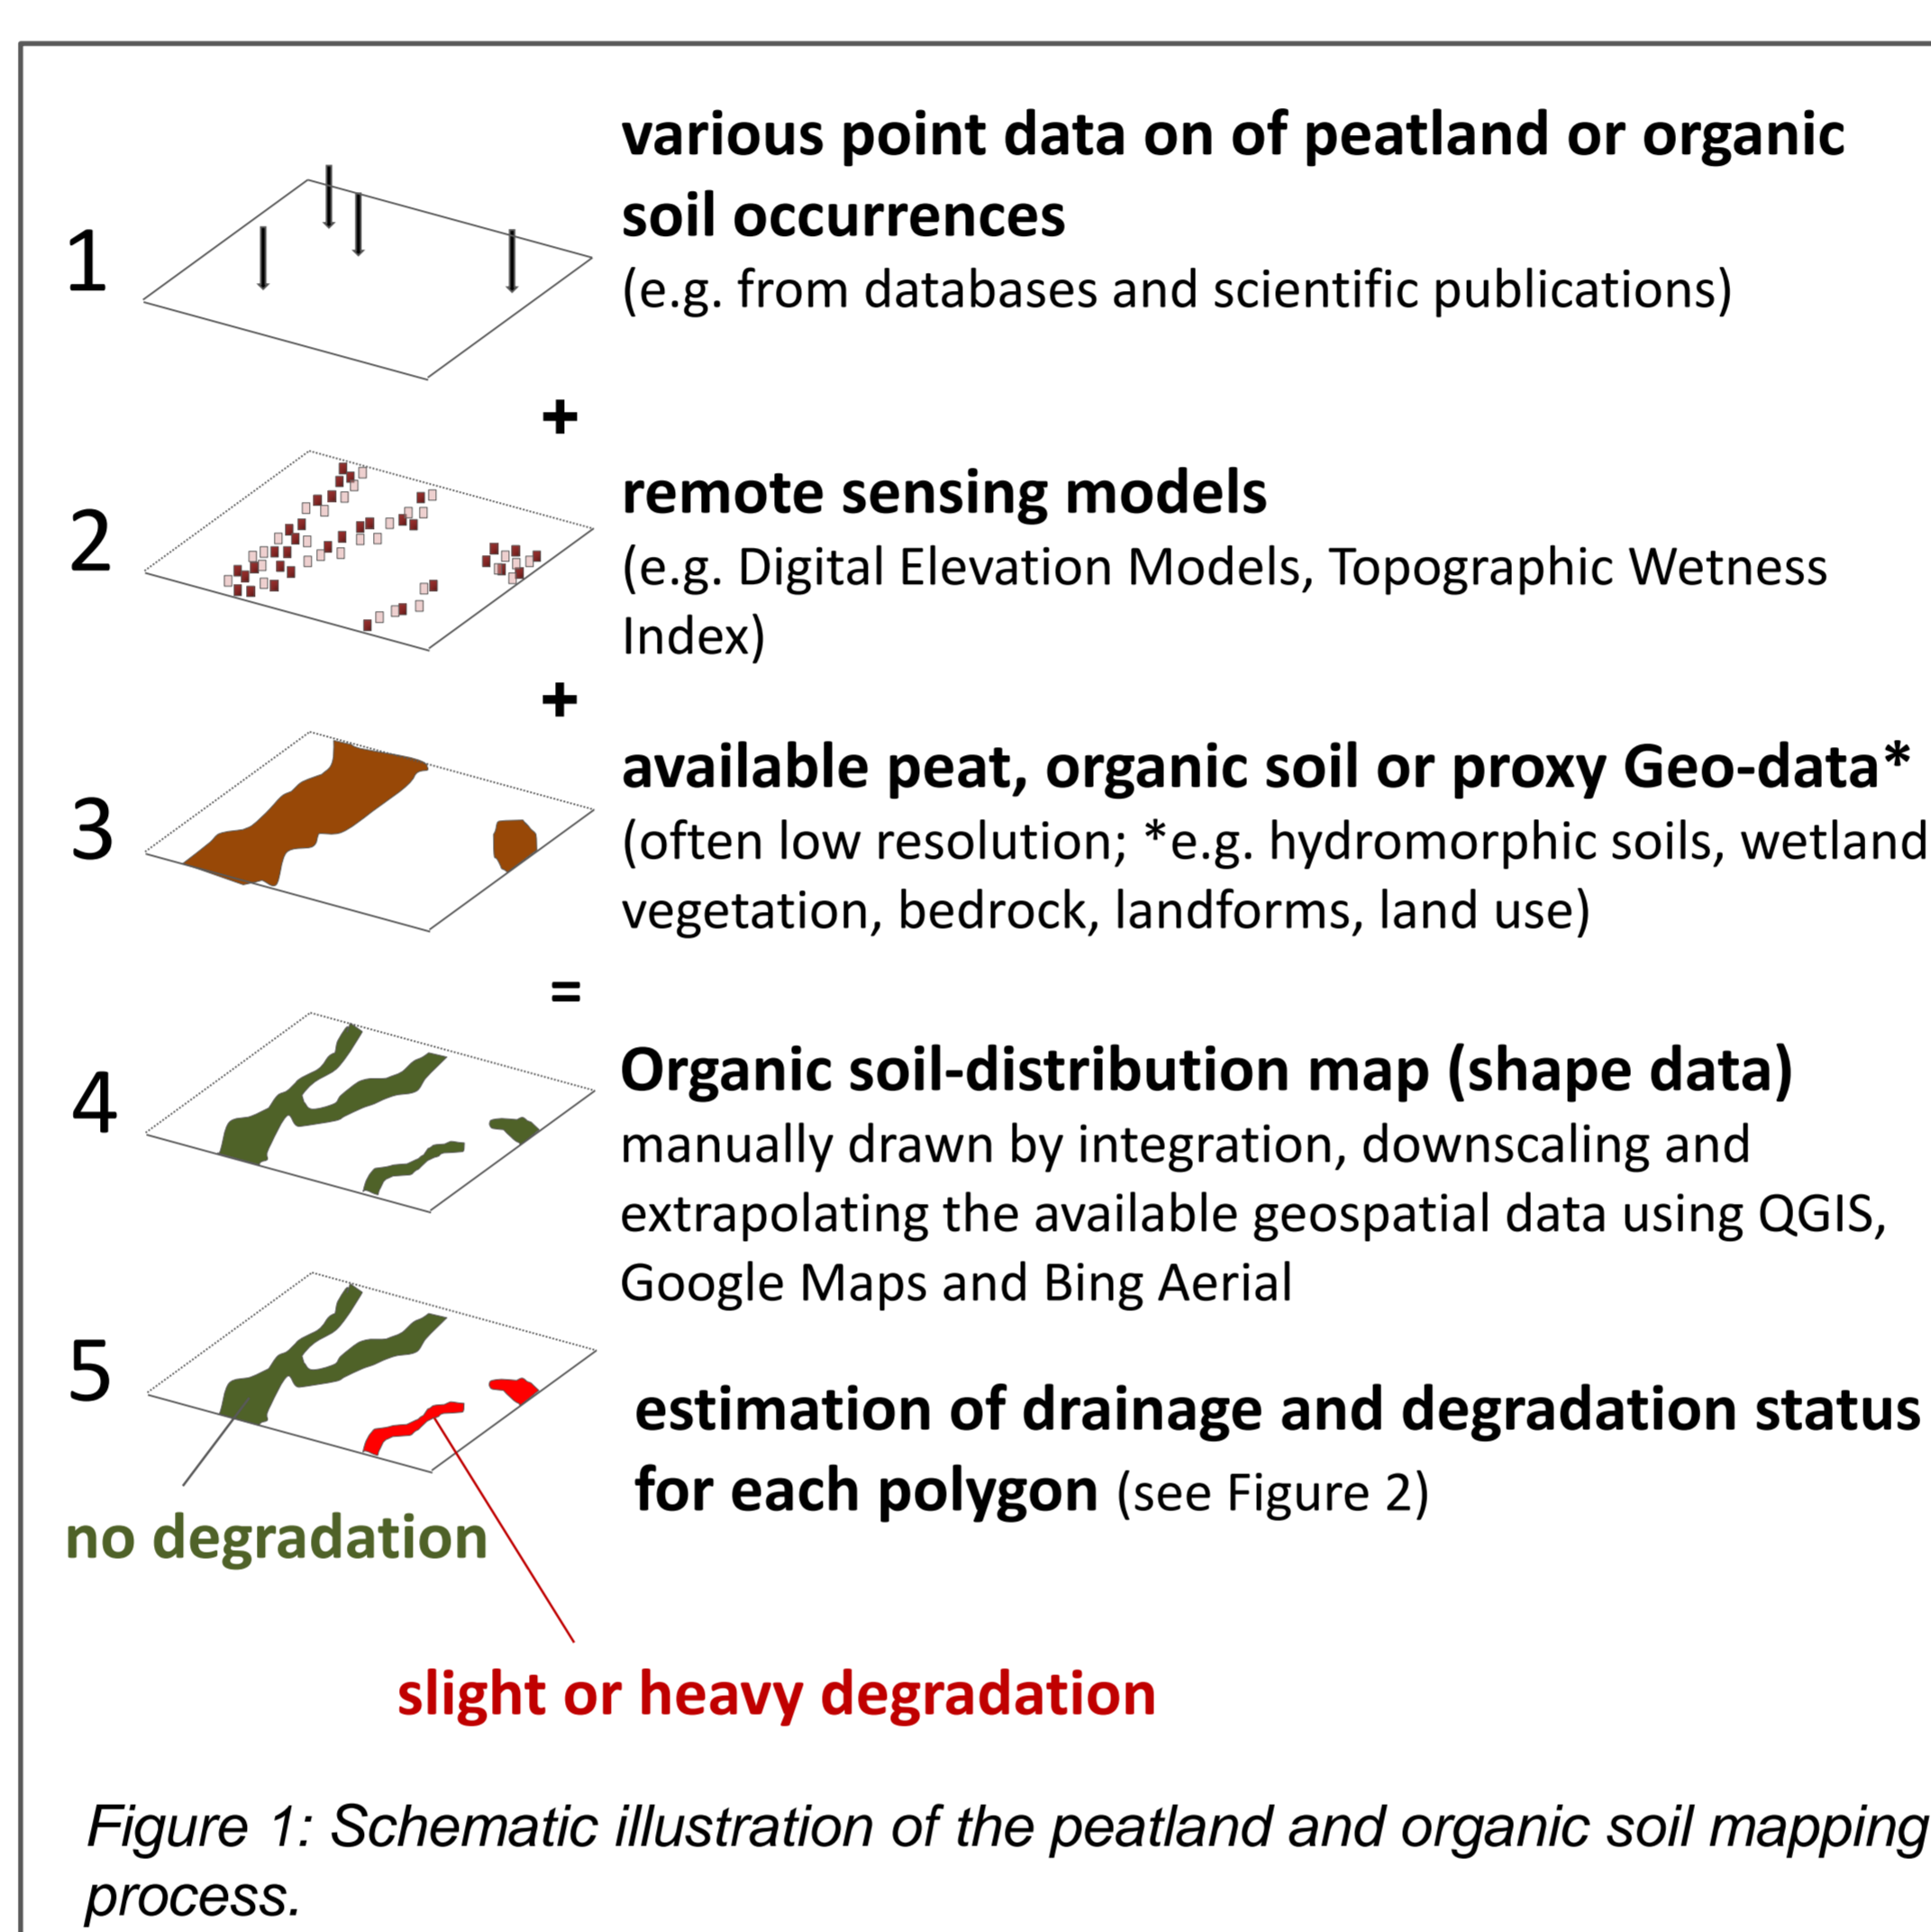 various point data on of peatland or organic
soil occurrences
1
(e.g. from databases and scientific publications)
+
remote sensing models
2
(e.g. Digital Elevation Models, Topographic Wetness
Index)
+
available peat, organic soil or proxy Geo-data*
3
(often low resolution; *e.g. hydromorphic soils, wetland
vegetation, bedrock, landforms, land use)
=
Organic soil-distribution map (shape data)
4
manually drawn by integration, downscaling and
extrapolating the available geospatial data using QGIS,
Google Maps and Bing Aerial
5
estimation of drainage and degradation status
for each polygon (see Figure 2)
no degradation
slight or heavy degradation
Figure 1: Schematic illustration of the peatland and organic soil mapping
process.